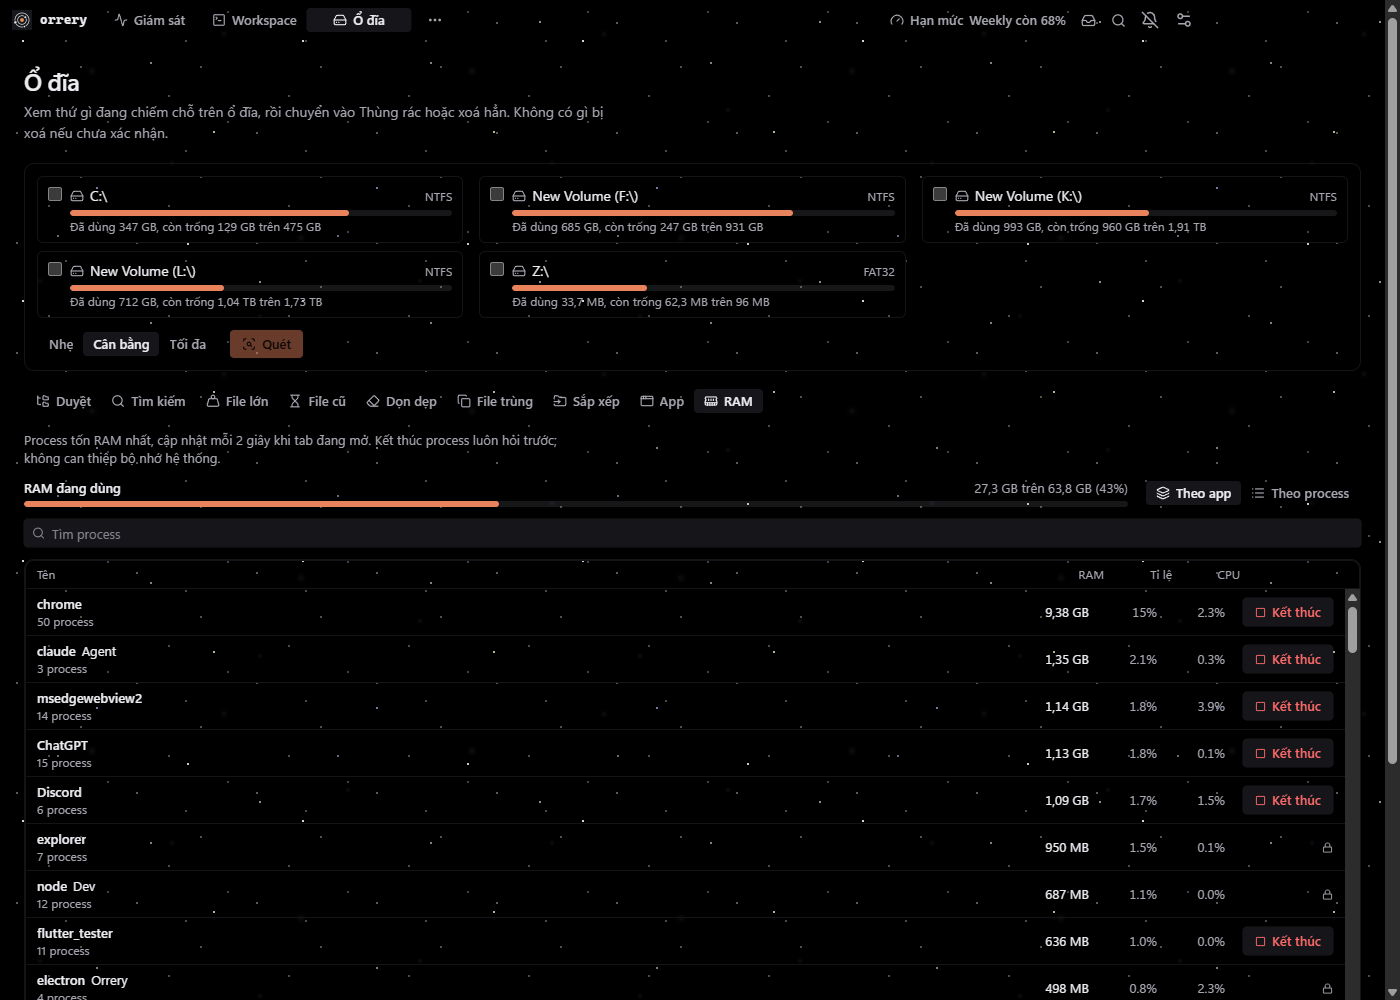 orrery
Giám sát
Workspace
Ổ đĩa
Hạn mức Weekly còn 68%
Ổ đĩa
Xem thứ gì đang chiếm chỗ trên ổ đĩa, rồi chuyển vào Thùng rác hoặc xoá hẳn. Không có gì bị
xoá nếu chưa xác nhận.
C:\ NTFS
Đã dùng 347 GB, còn trống 129 GB trên 475 GB
New Volume (F:\) NTFS
Đã dùng 685 GB, còn trống 247 GB trên 931 GB
New Volume (K:\) NTFS
Đã dùng 993 GB, còn trống 960 GB trên 1,91 TB
New Volume (L:\) NTFS
Đã dùng 712 GB, còn trống 1,04 TB trên 1,73 TB
Z:\ FAT32
Đã dùng 33,7 MB, còn trống 62,3 MB trên 96 MB
Nhẹ
Cân bằng
Tối đa
Quét
Duyệt
Tìm kiếm
File lớn
File cũ
Dọn dẹp
File trùng
Sắp xếp
App
RAM
Process tốn RAM nhất, cập nhật mỗi 2 giây khi tab đang mở. Kết thúc process luôn hỏi trước;
không can thiệp bộ nhớ hệ thống.
RAM đang dùng
27,3 GB trên 63,8 GB (43%)
Theo app
Theo process
Tìm process
Tên RAM Tỉ lệ CPU
chrome
50 process
9,38 GB 15% 2.3% Kết thúc
claude Agent
3 process
1,35 GB 2.1% 0.3% Kết thúc
msedgewebview2
14 process
1,14 GB 1.8% 3.9% Kết thúc
ChatGPT
15 process
1,13 GB 1.8% 0.1% Kết thúc
Discord
6 process
1,09 GB 1.7% 1.5% Kết thúc
explorer
7 process
950 MB 1.5% 0.1%
node Dev
12 process
687 MB 1.1% 0.0%
flutter_tester
11 process
636 MB 1.0% 0.0% Kết thúc
electron Orrery
4 process
498 MB 0.8% 2.3%